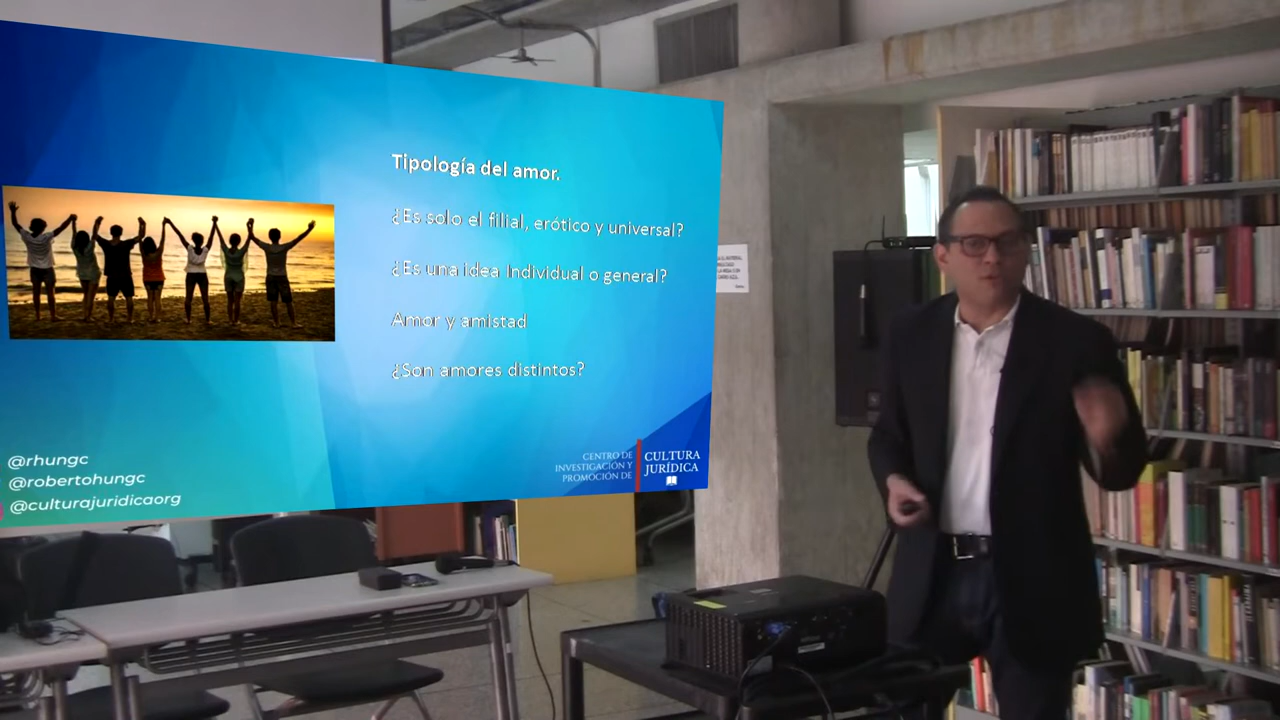 Tipología del amor.
¿Es solo el filial, erótico y universal?
¿Es una idea Individual o general?
Amor y amistad
¿Son amores distintos?
@rhungc
@robertohungc
@culturajuridicaorg
CENTRO DE
INVESTIGACIÓN Y
PROMOCIÓN DE
CULTURA
JURÍDICA